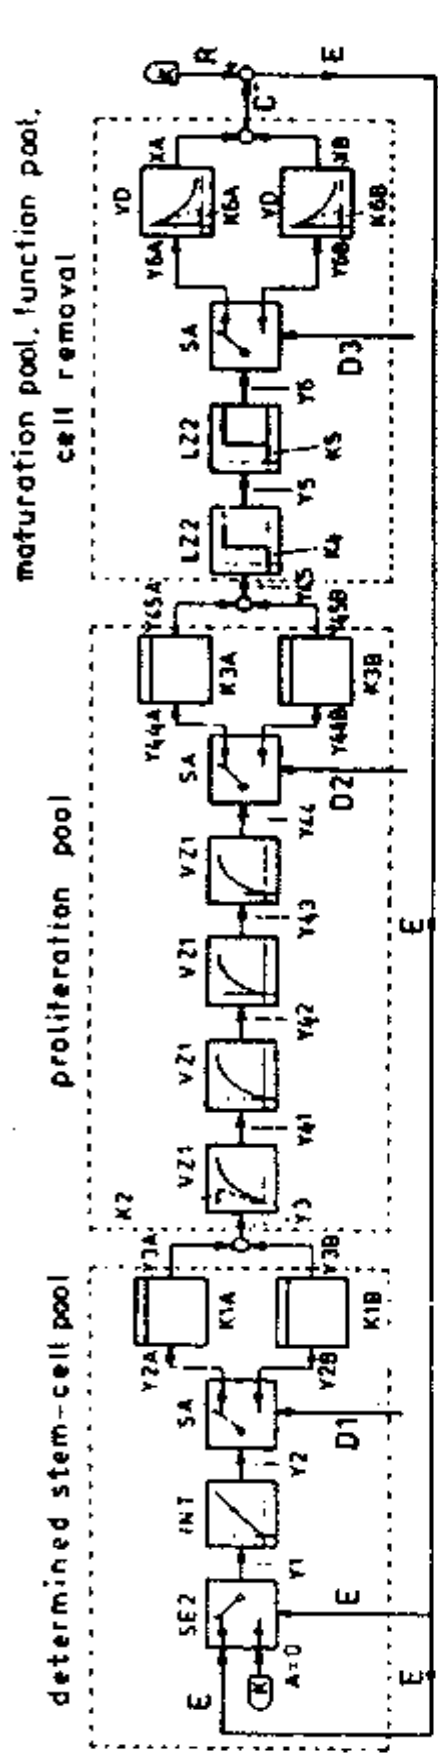 determined stem-cell pool
proliteration pool
maturation pool, function pool,
cell removal
E
K
A=0
SE2
E
Y1
INT
Y2
SA
D1
Y2A
Y2B
K1A
K1B
Y3A
Y3B
Y3
K2
VZ1
Y41
VZ1
Y42
VZ1
Y43
VZ1
Y44
SA
D2
Y44A
Y44B
K3A
K3B
Y45A
Y45B
Y45
LZ2
K4
Y5
LZ2
K5
Y6
SA
D3
Y6A
Y6B
YD
K6A
YD
K6B
XA
XB
C
R
K
E
E
E